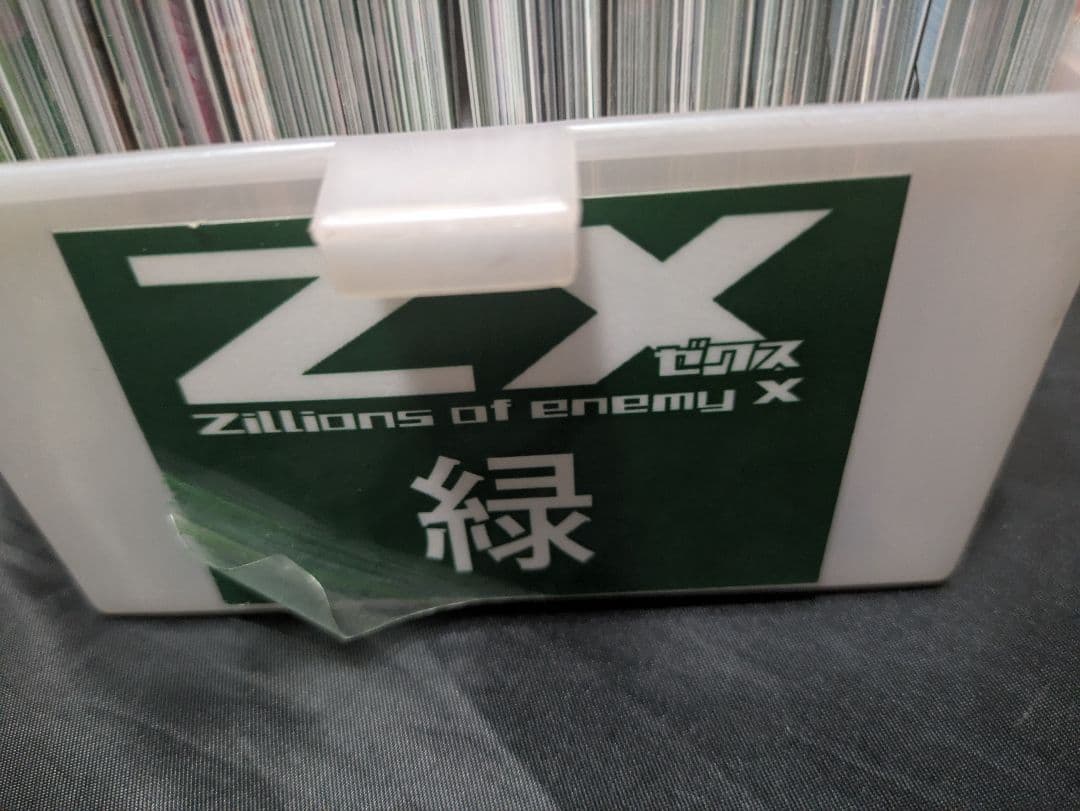 ZX
ゼクス
Zillions of enemy X
緑